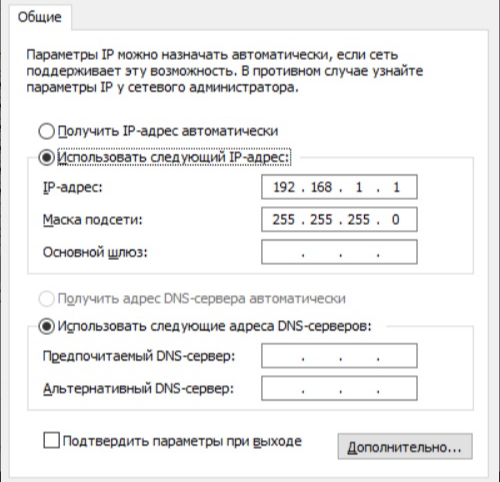 Общие
Параметры IP можно назначать автоматически, если сеть
поддерживает эту возможность. В противном случае узнайте
параметры IP у сетевого администратора.
Получить IP-адрес автоматически
Использовать следующий IP-адрес:
IP-адрес: 192 . 168 . 1 . 1
Маска подсети: 255 . 255 . 255 . 0
Основной шлюз: . . .
Получить адрес DNS-сервера автоматически
Использовать следующие адреса DNS-серверов:
Предпочитаемый DNS-сервер: . . .
Альтернативный DNS-сервер: . . .
Подтвердить параметры при выходе
Дополнительно...